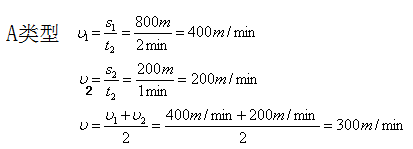 A类型 υ₁ = s₁/t₂ = 800m/2min = 400m/min
υ₂ = s₂/t₂ = 200m/1min = 200m/min
υ = (υ₁+υ₂)/2 = (400m/min+200m/min)/2 = 300m/min